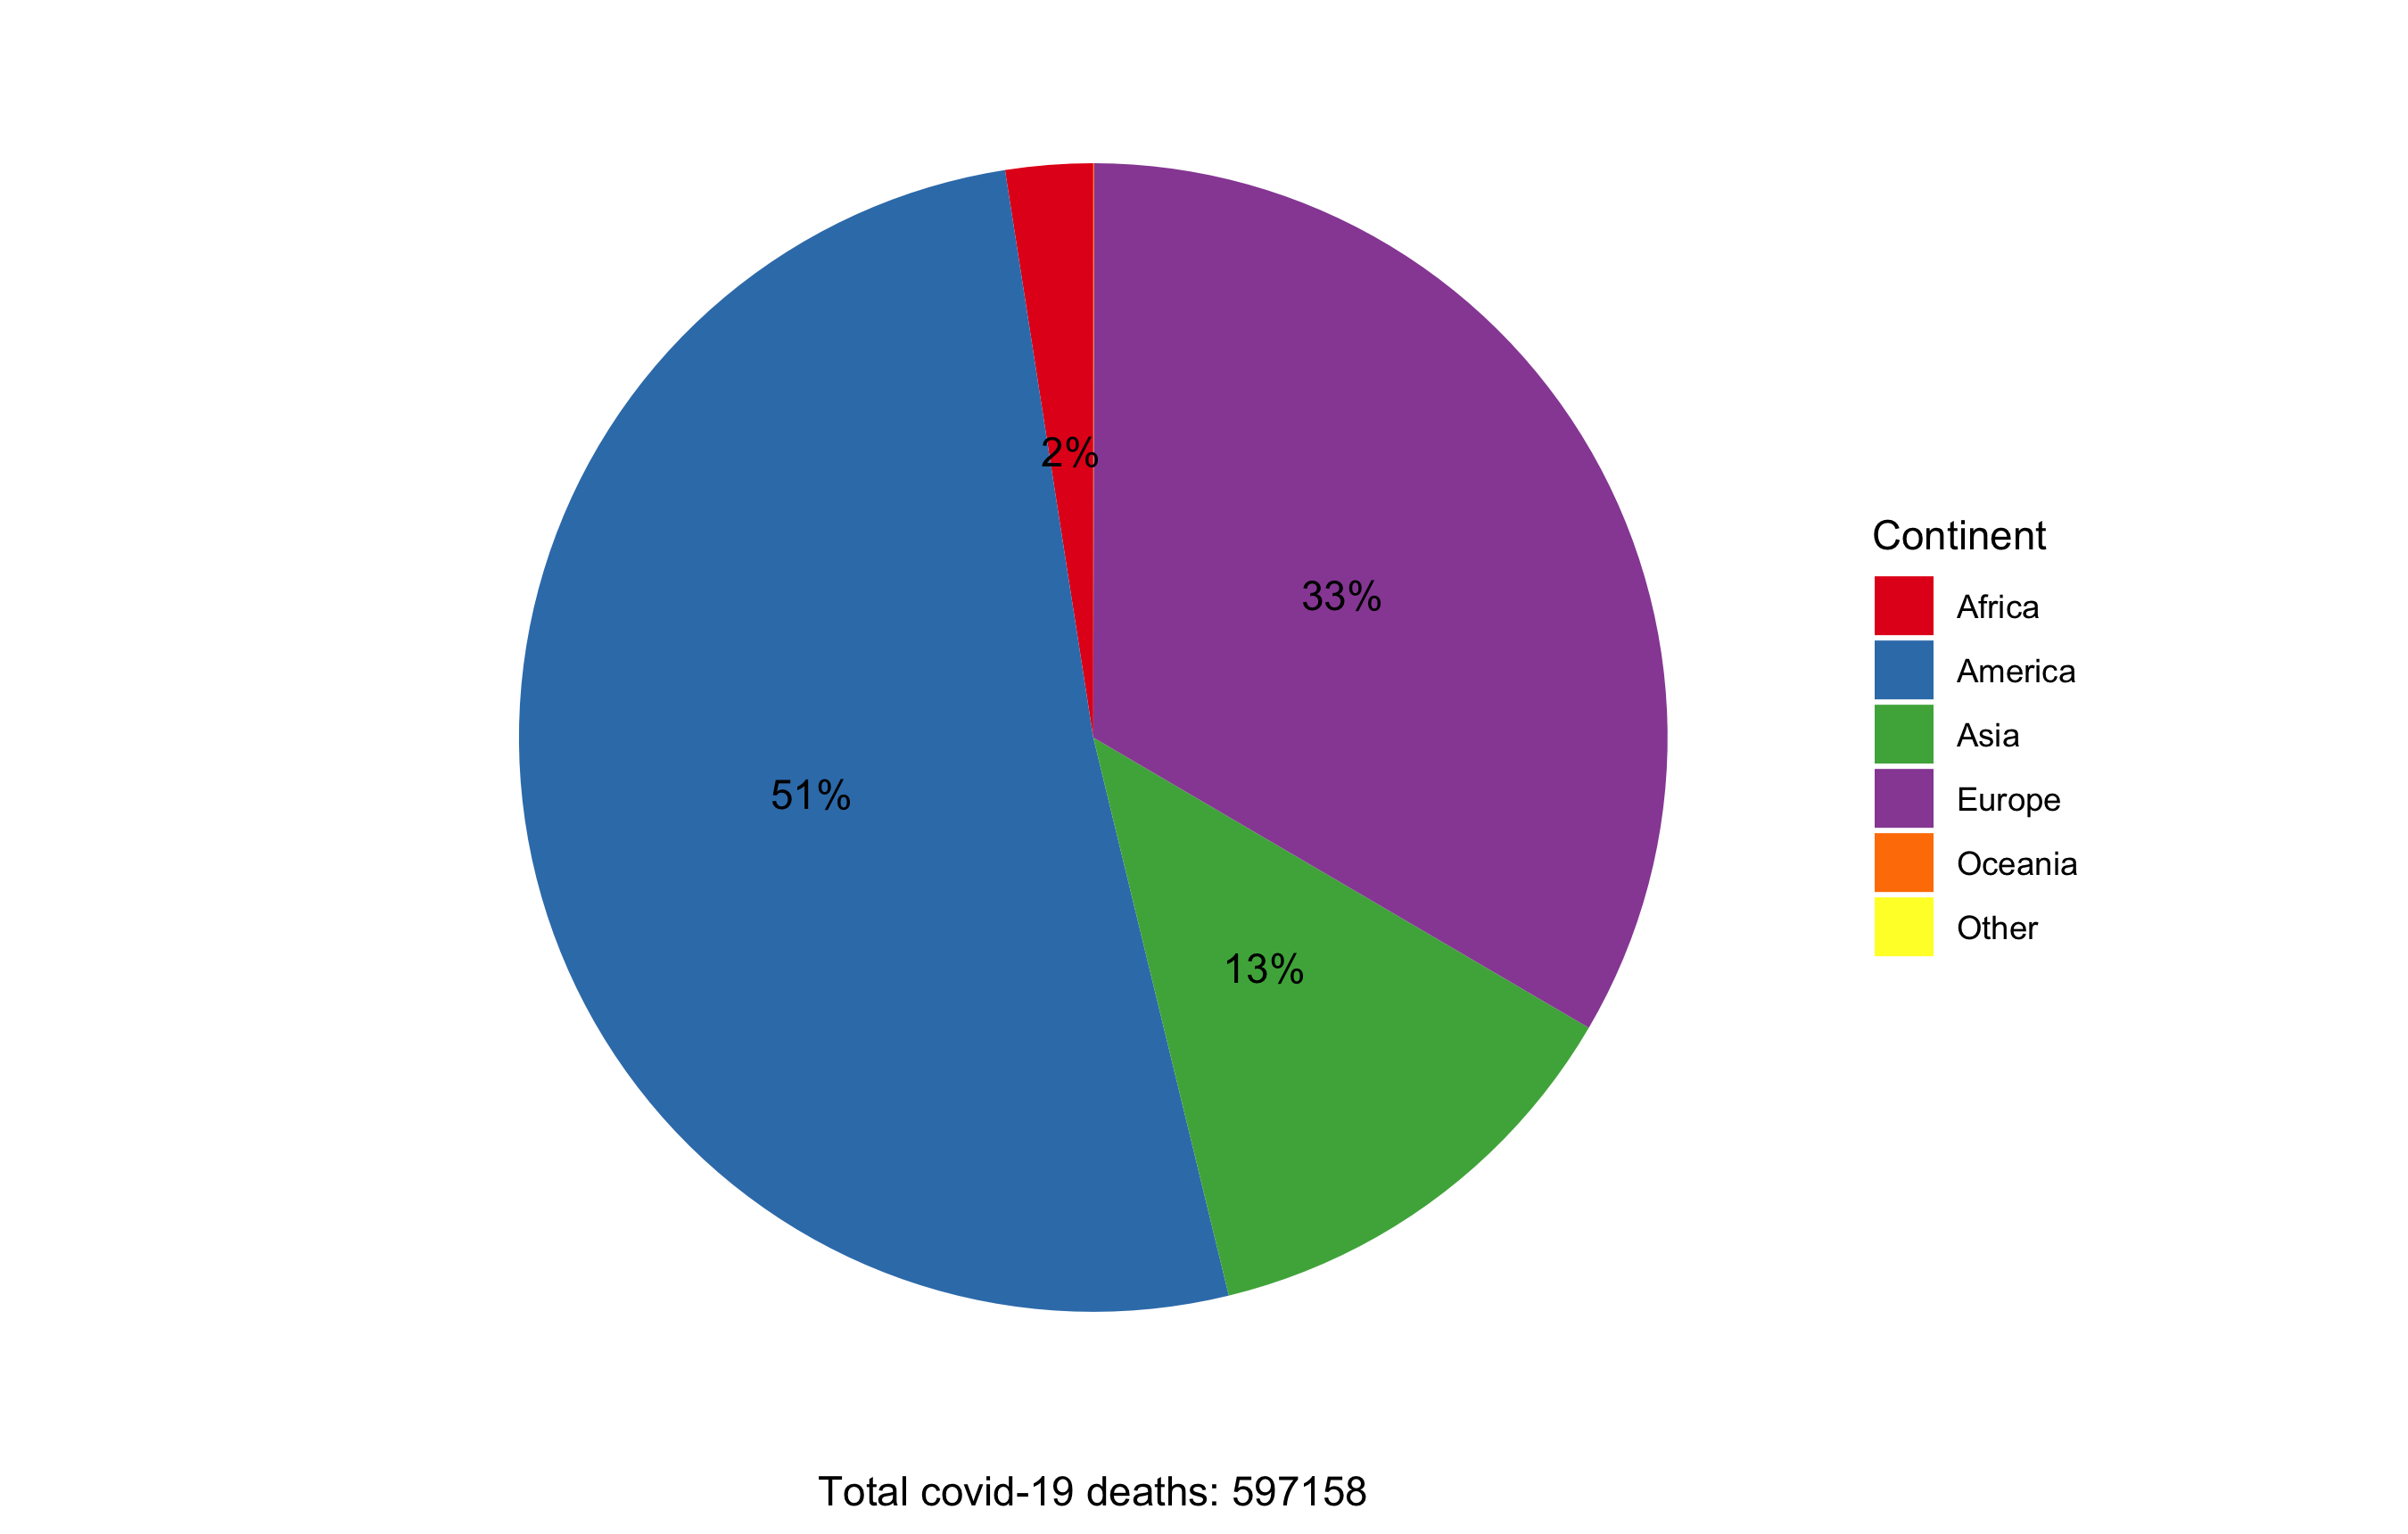 2%
33%
51%
13%
Continent
Africa
America
Asia
Europe
Oceania
Other
Total covid-19 deaths: 597158